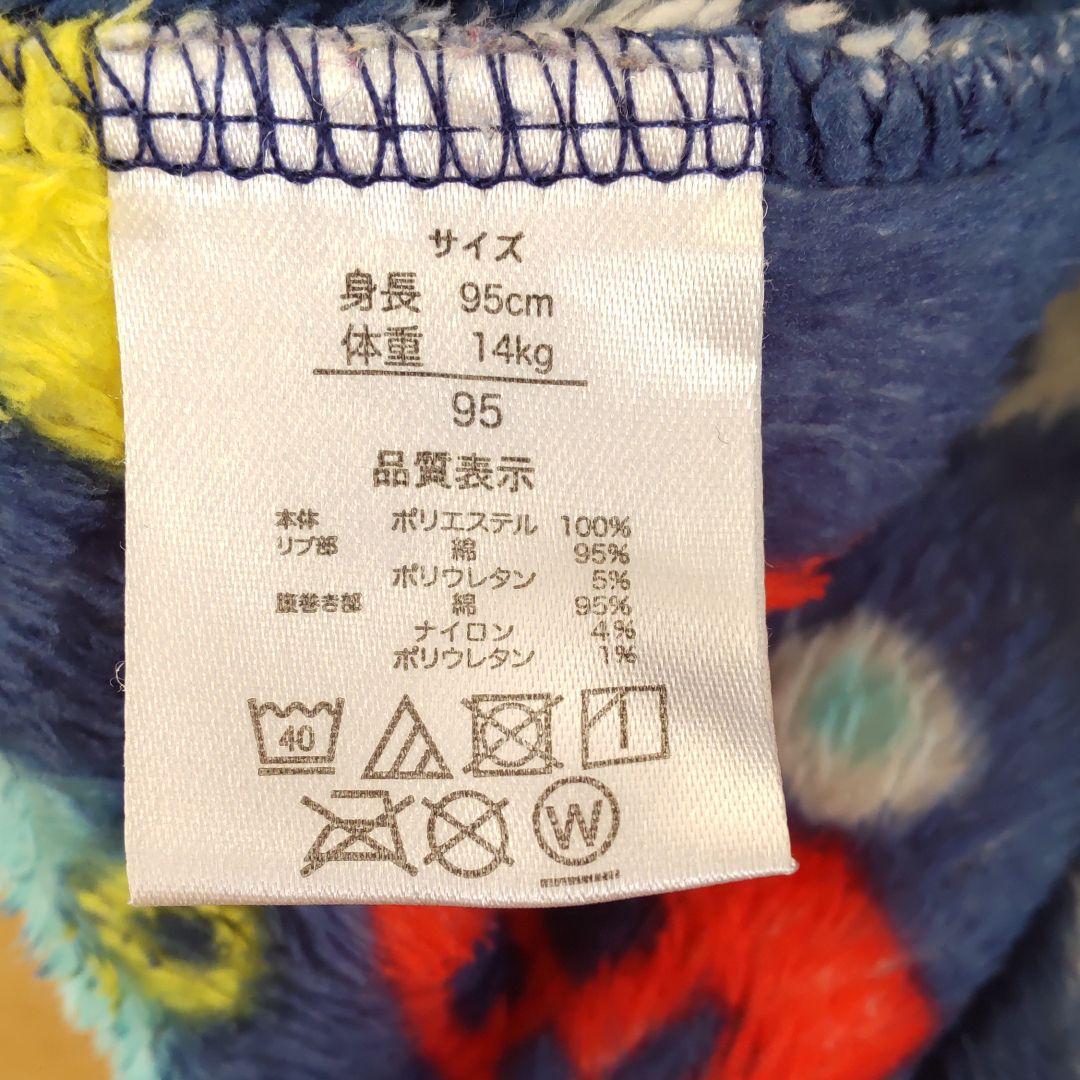 サイズ
身長 95cm
体重 14kg
95
品質表示
本体 ポリエステル 100%
リブ部 綿 95%
ポリウレタン 5%
腹巻き部 綿 95%
ナイロン 4%
ポリウレタン 1%
40
W